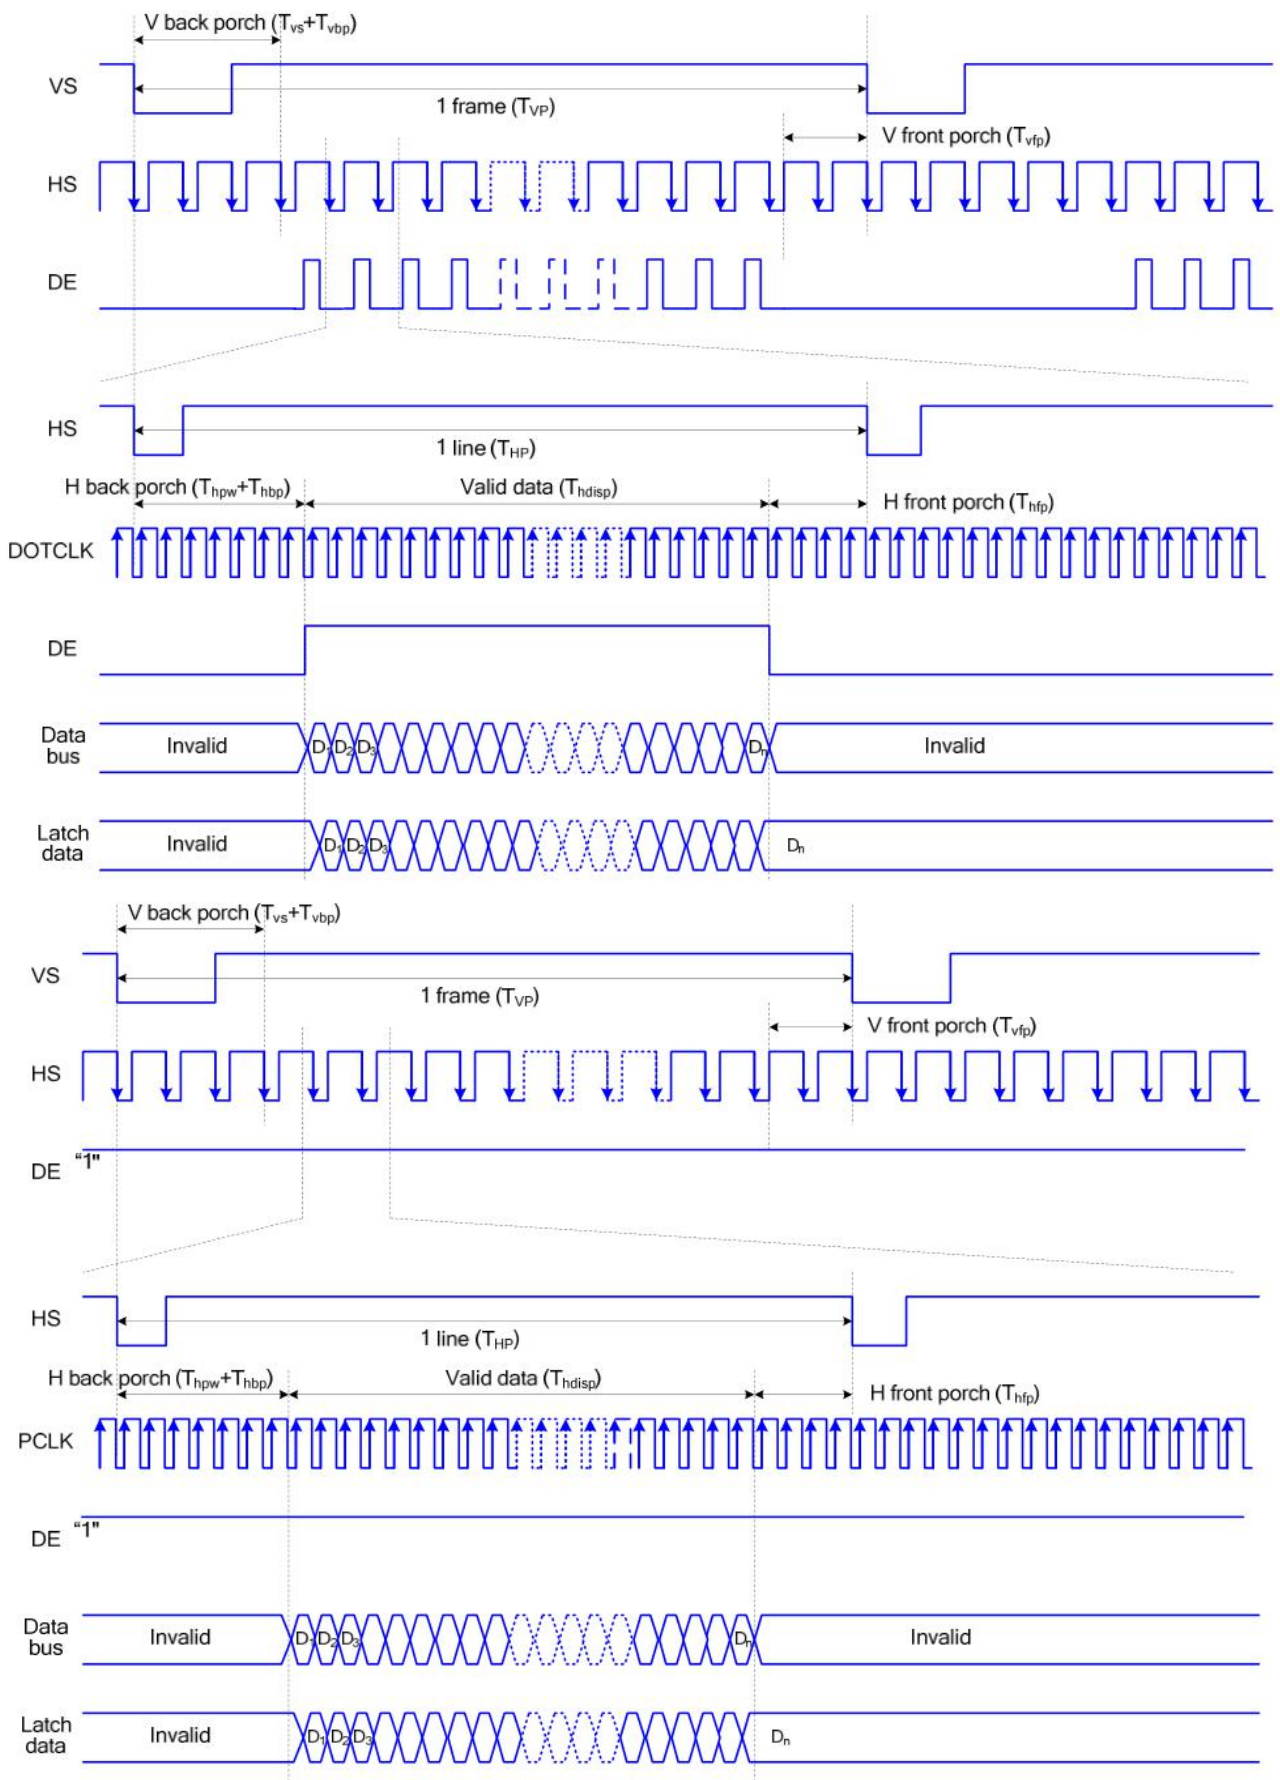 V back porch (Tvs+Tvbp)
VS
1 frame (TVP)
V front porch (Tvfp)
HS
DE
HS
1 line (THP)
H back porch (Thpw+Thbp)
Valid data (Thdisp)
H front porch (Thfp)
DOTCLK
DE
Data bus
Invalid
D1 D2 D3
Dn
Invalid
Latch data
Invalid
D1 D2 D3
Dn
V back porch (Tvs+Tvbp)
VS
1 frame (TVP)
V front porch (Tvfp)
HS
DE "1"
HS
1 line (THP)
H back porch (Thpw+Thbp)
Valid data (Thdisp)
H front porch (Thfp)
PCLK
DE "1"
Data bus
Invalid
D1 D2 D3
Dn
Invalid
Latch data
Invalid
D1 D2 D3
Dn